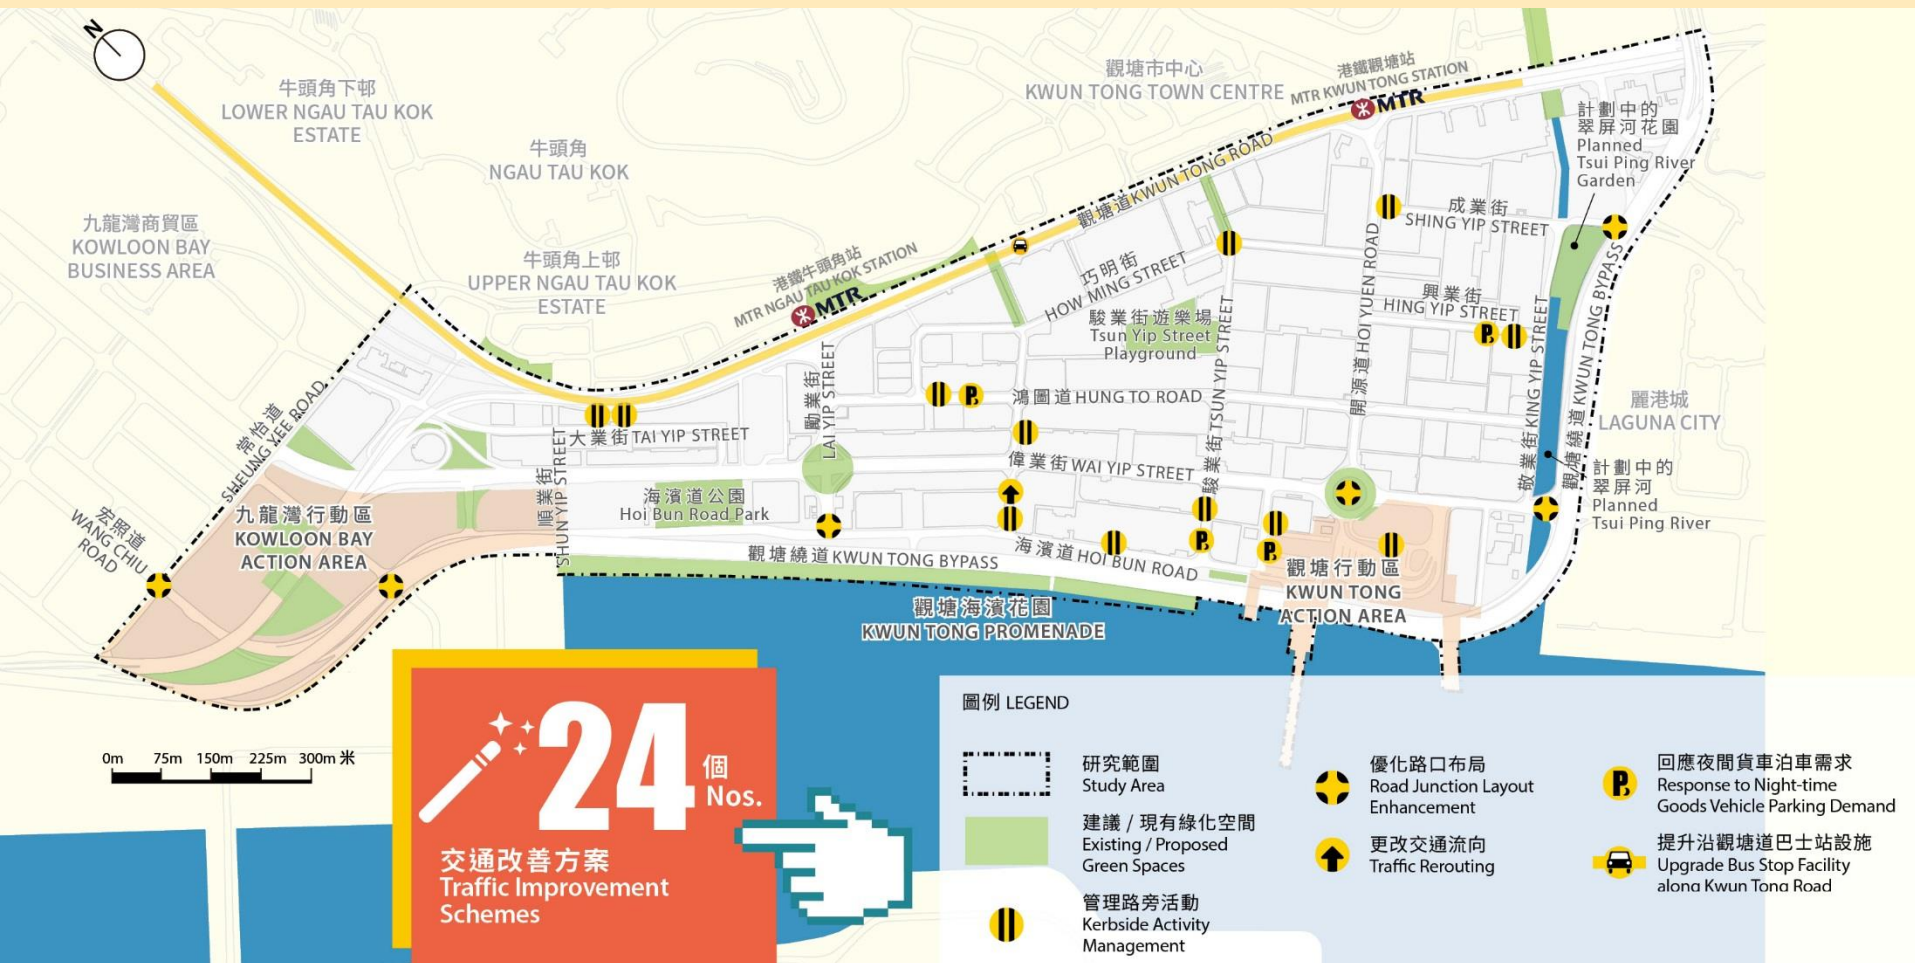 N
牛頭角下邨
LOWER NGAU TAU KOK
ESTATE
牛頭角
NGAU TAU KOK
九龍灣商貿區
KOWLOON BAY
BUSINESS AREA
牛頭角上邨
UPPER NGAU TAU KOK
ESTATE
港鐵牛頭角站
MTR NGAU TAU KOK STATION
MTR
觀塘市中心
KWUN TONG TOWN CENTRE
港鐵觀塘站
MTR KWUN TONG STATION
MTR
觀塘道 KWUN TONG ROAD
計劃中的
翠屏河花園
Planned
Tsui Ping River
Garden
成業街
SHING YIP STREET
巧明街
HOW MING STREET
興業街
HING YIP STREET
駿業街遊樂場
Tsun Yip Street
Playground
駿業街 TSUN YIP STREET
開源道 HOI YUEN ROAD
敬業街 KING YIP STREET
觀塘繞道 KWUN TONG BYPASS
麗港城
LAGUNA CITY
計劃中的
翠屏河
Planned
Tsui Ping River
鴻圖道 HUNG TO ROAD
偉業街 WAI YIP STREET
勵業街
LAI YIP STREET
大業街 TAI YIP STREET
順業街
SHUN YIP STREET
常怡道
SHEUNG YEE ROAD
宏照道
WANG CHIU
ROAD
九龍灣行動區
KOWLOON BAY
ACTION AREA
海濱道公園
Hoi Bun Road Park
觀塘繞道 KWUN TONG BYPASS
海濱道 HOI BUN ROAD
觀塘行動區
KWUN TONG
ACTION AREA
觀塘海濱花園
KWUN TONG PROMENADE
0m 75m 150m 225m 300m 米
24
個
Nos.
交通改善方案
Traffic Improvement
Schemes
圖例 LEGEND
研究範圍
Study Area
建議 / 現有綠化空間
Existing / Proposed
Green Spaces
管理路旁活動
Kerbside Activity
Management
優化路口布局
Road Junction Layout
Enhancement
更改交通流向
Traffic Rerouting
回應夜間貨車泊車需求
Response to Night-time
Goods Vehicle Parking Demand
提升沿觀塘道巴士站設施
Upgrade Bus Stop Facility
along Kwun Tong Road